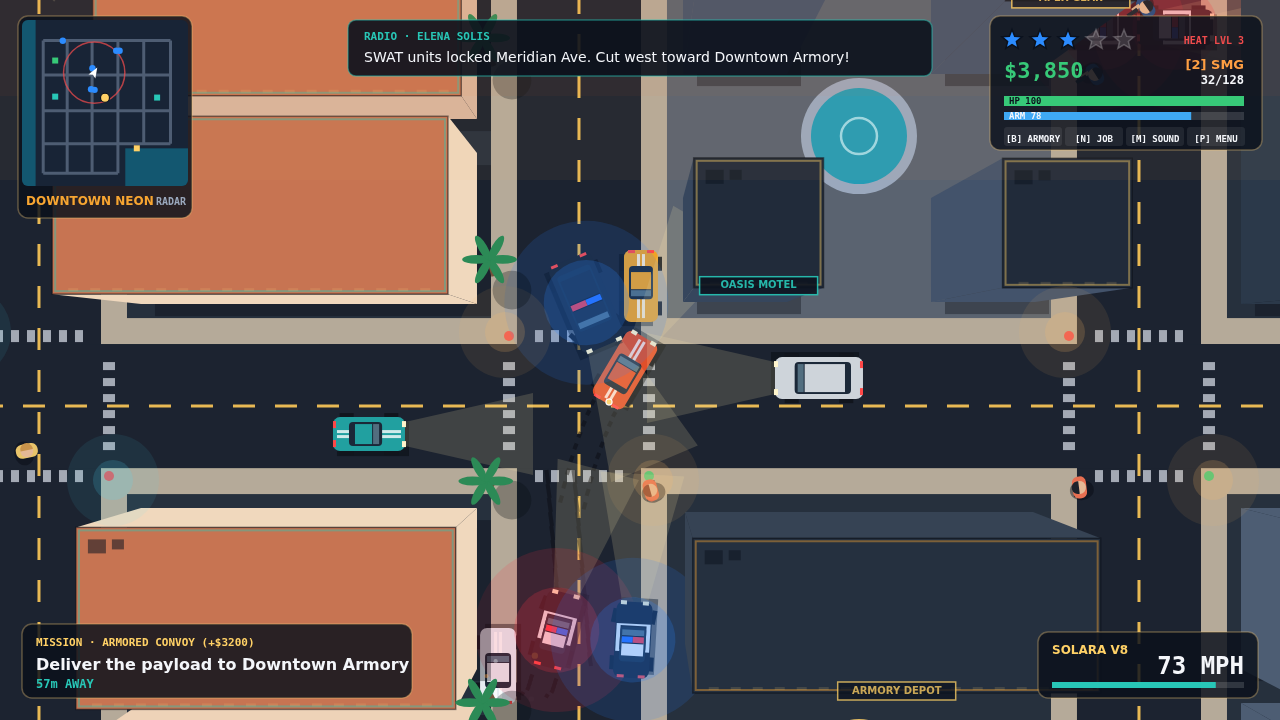 RADIO · ELENA SOLIS
SWAT units locked Meridian Ave. Cut west toward Downtown Armory!
HEAT LVL 3
$3,850
[2] SMG
32/128
HP 100
ARM 78
[B] ARMORY
[N] JOB
[M] SOUND
[P] MENU
DOWNTOWN NEON
RADAR
OASIS MOTEL
MISSION · ARMORED CONVOY (+$3200)
Deliver the payload to Downtown Armory
57m AWAY
ARMORY DEPOT
SOLARA V8
73 MPH